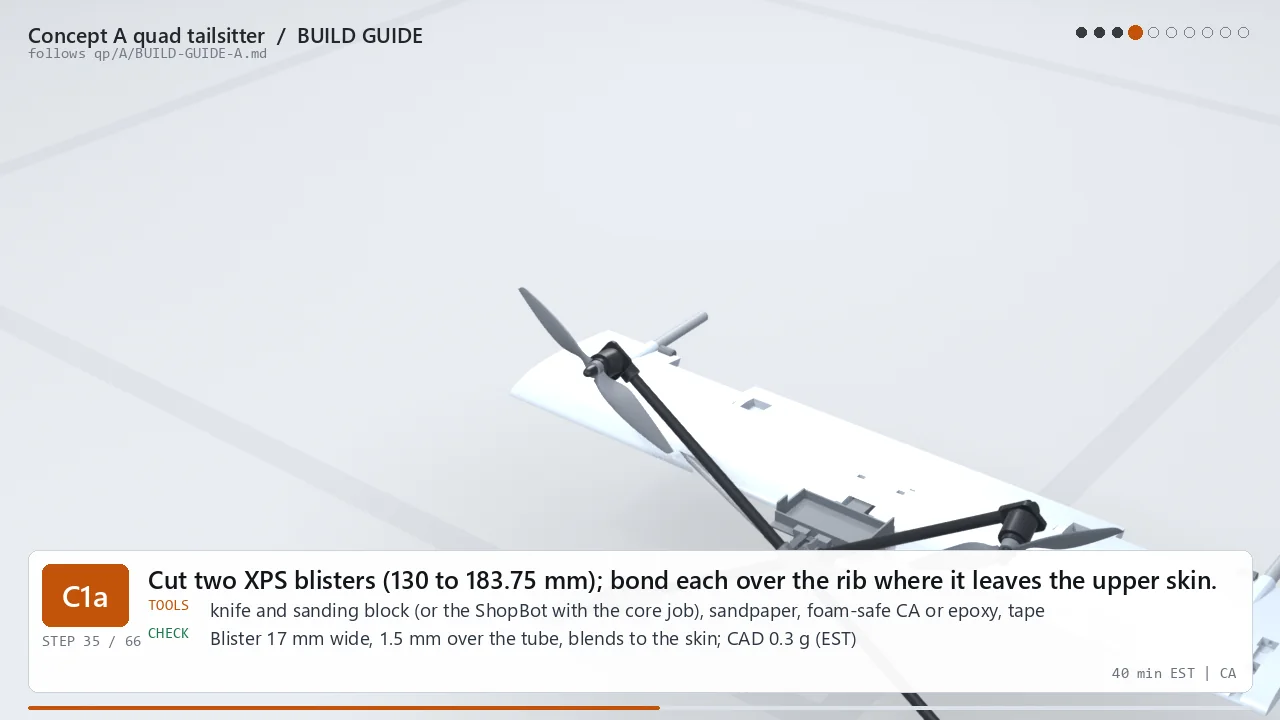 Concept A quad tailsitter / BUILD GUIDE
follows qp/A/BUILD-GUIDE-A.md
C1a
STEP 35 / 66
Cut two XPS blisters (130 to 183.75 mm); bond each over the rib where it leaves the upper skin.
TOOLS knife and sanding block (or the ShopBot with the core job), sandpaper, foam-safe CA or epoxy, tape
CHECK Blister 17 mm wide, 1.5 mm over the tube, blends to the skin; CAD 0.3 g (EST)
40 min EST | CA